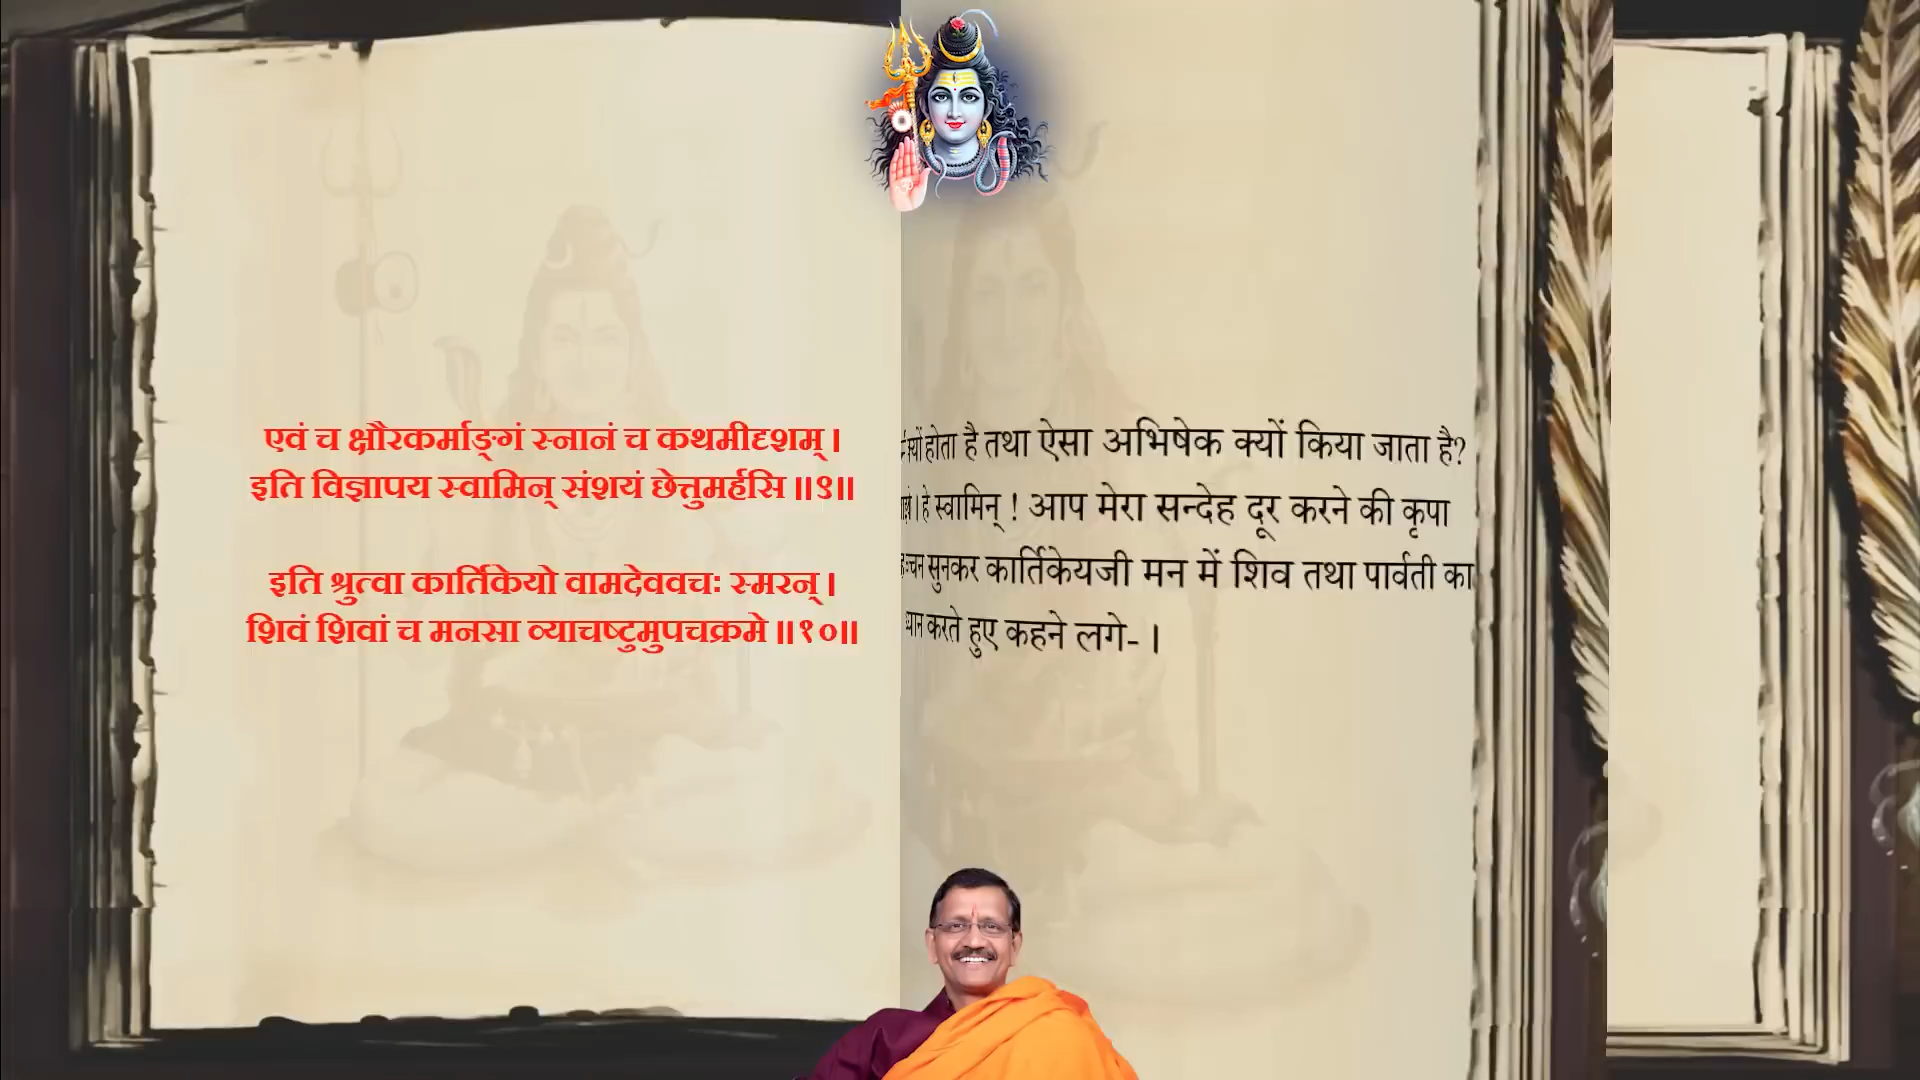 एवं च क्षौरकर्माङ्गं स्नानं च कथमीदृशम् ।
इति विज्ञापय स्वामिन् संशयं छेत्तुमर्हसि ॥९॥
इति श्रुत्वा कार्तिकेयो वामदेववचः स्मरन् ।
शिवं शिवां च मनसा व्याचष्टुमुपचक्रमे ॥१०॥
होता है तथा ऐसा अभिषेक क्यों किया जाता है?
। हे स्वामिन् ! आप मेरा सन्देह दूर करने की कृपा
सुनकर कार्तिकेयजी मन में शिव तथा पार्वती का
करते हुए कहने लगे- ।